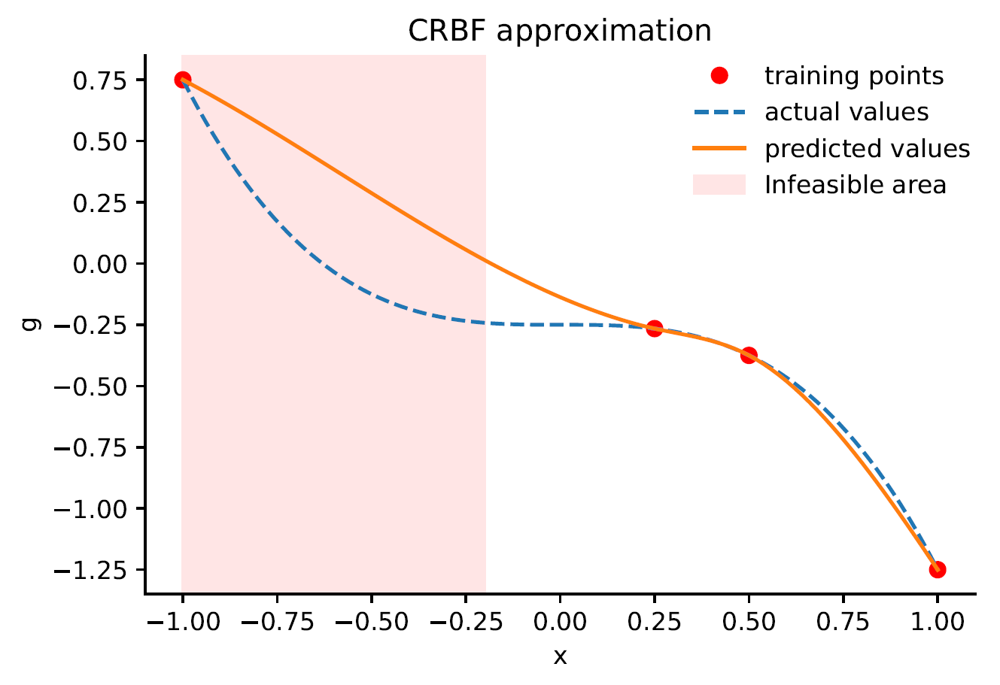 CRBF approximation
training points
actual values
predicted values
Infeasible area
g
0.75
0.50
0.25
0.00
−0.25
−0.50
−0.75
−1.00
−1.25
−1.00 −0.75 −0.50 −0.25 0.00 0.25 0.50 0.75 1.00
x